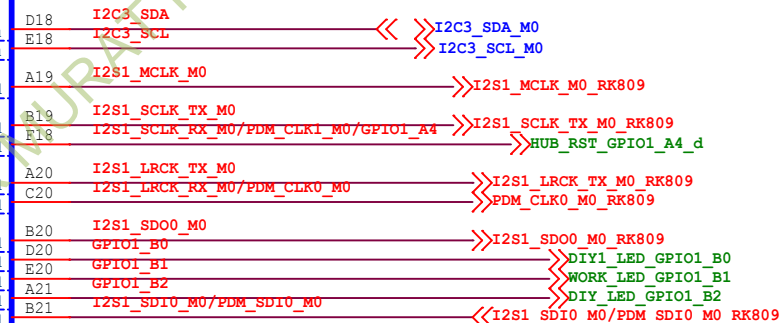 D18 I2C3_SDA I2C3_SDA_M0
E18 I2C3_SCL I2C3_SCL_M0
A19 I2S1_MCLK_M0 I2S1_MCLK_M0_RK809
B19 I2S1_SCLK_TX_M0 I2S1_SCLK_TX_M0_RK809
F18 I2S1_SCLK_RX_M0/PDM_CLK1_M0/GPIO1_A4 HUB_RST_GPIO1_A4_d
A20 I2S1_LRCK_TX_M0 I2S1_LRCK_TX_M0_RK809
C20 I2S1_LRCK_RX_M0/PDM_CLK0_M0 PDM_CLK0_M0_RK809
B20 I2S1_SDO0_M0 I2S1_SDO0_M0_RK809
D20 GPIO1_B0 DIY1_LED_GPIO1_B0
E20 GPIO1_B1 WORK_LED_GPIO1_B1
A21 GPIO1_B2 DIY_LED_GPIO1_B2
B21 I2S1_SDI0_M0/PDM_SDI0_M0 I2S1_SDI0_M0/PDM_SDI0_M0_RK809